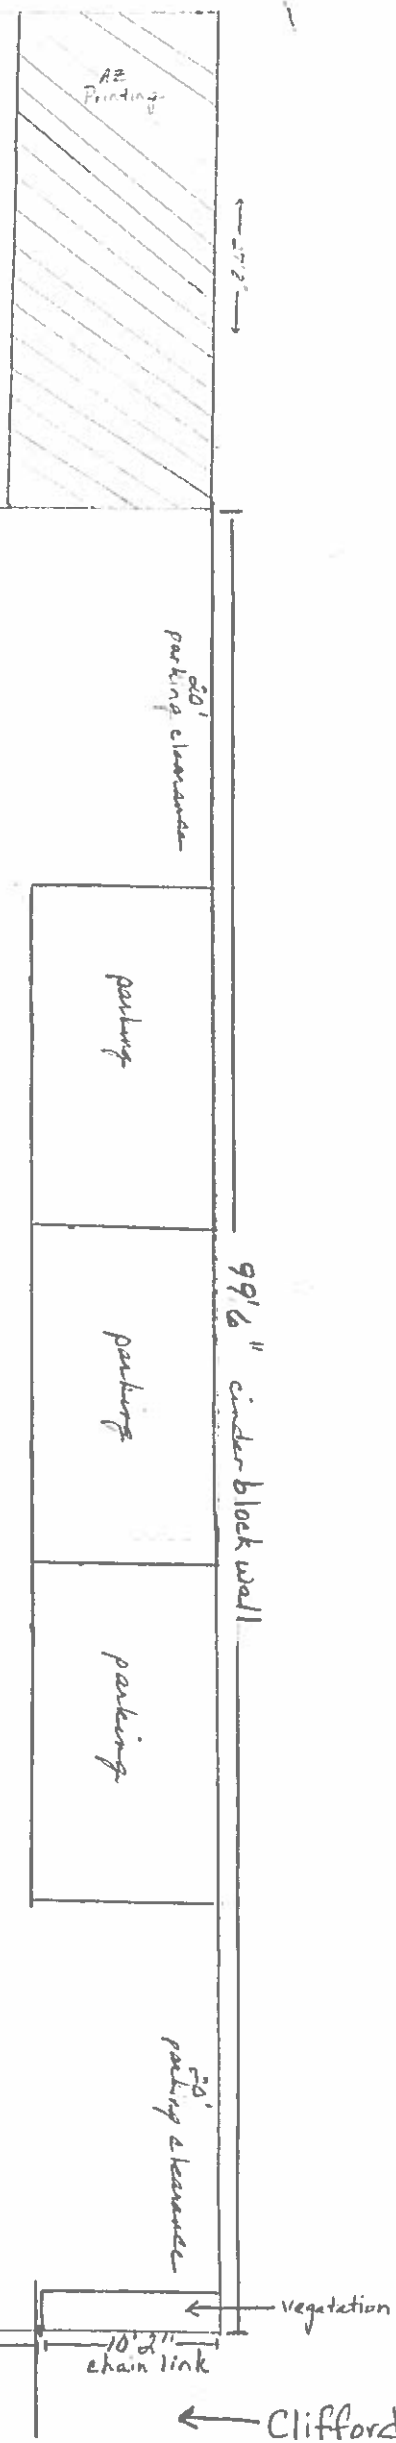 AZ
Printing
20'
parking clearance
parking
99'6" cinder block wall
parking
parking
parking clearance
vegetation
10'2"
chain link
Clifford